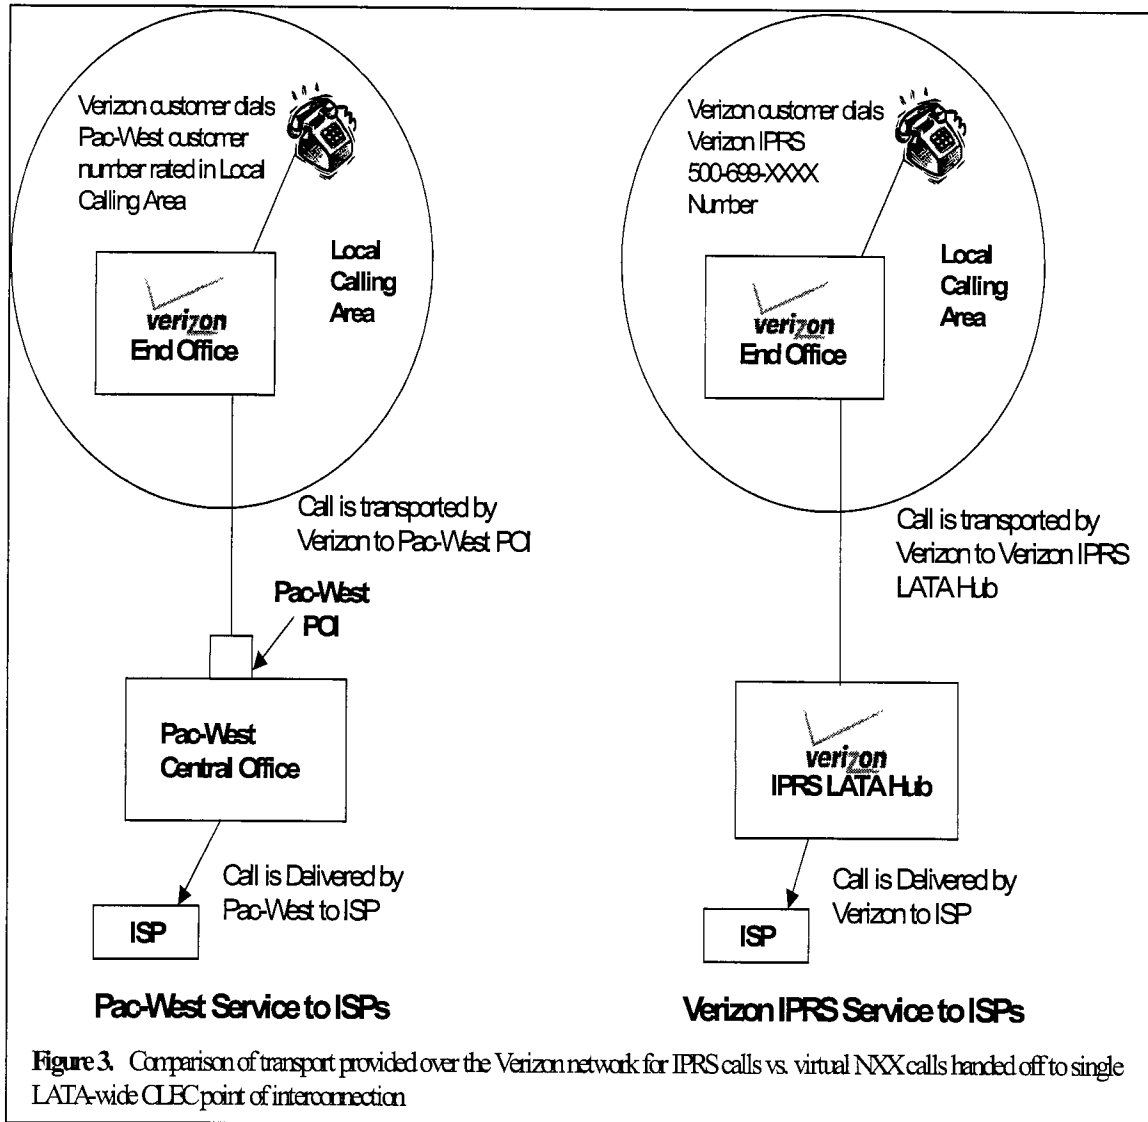 Verizon customer dials
Pac-West customer
number rated in Local
Calling Area
Local
Calling
Area
verizon
End Office
Call is transported by
Verizon to Pac-West POI
Pac-West
POI
Pac-West
Central Office
Call is Delivered by
Pac-West to ISP
ISP
Pac-West Service to ISPs
Verizon customer dials
Verizon IPRS
500-699-XXXX
Number
Local
Calling
Area
verizon
End Office
Call is transported by
Verizon to Verizon IPRS
LATA Hub
verizon
IPRS LATA Hub
Call is Delivered by
Verizon to ISP
ISP
Verizon IPRS Service to ISPs
Figure 3. Comparison of transport provided over the Verizon network for IPRS calls vs. virtual NXX calls handed off to single
LATA-wide CLEC point of interconnection